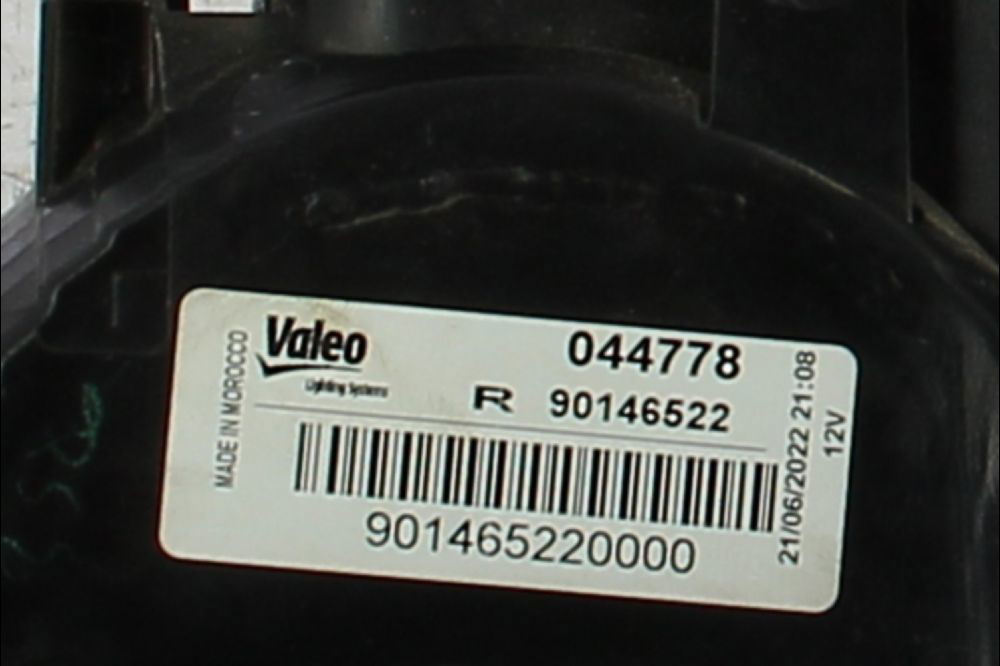 MADE IN MOROCCO
Valeo
Lighting Systems
044778
R 90146522
901465220000
21/06/2022 21:08
12V